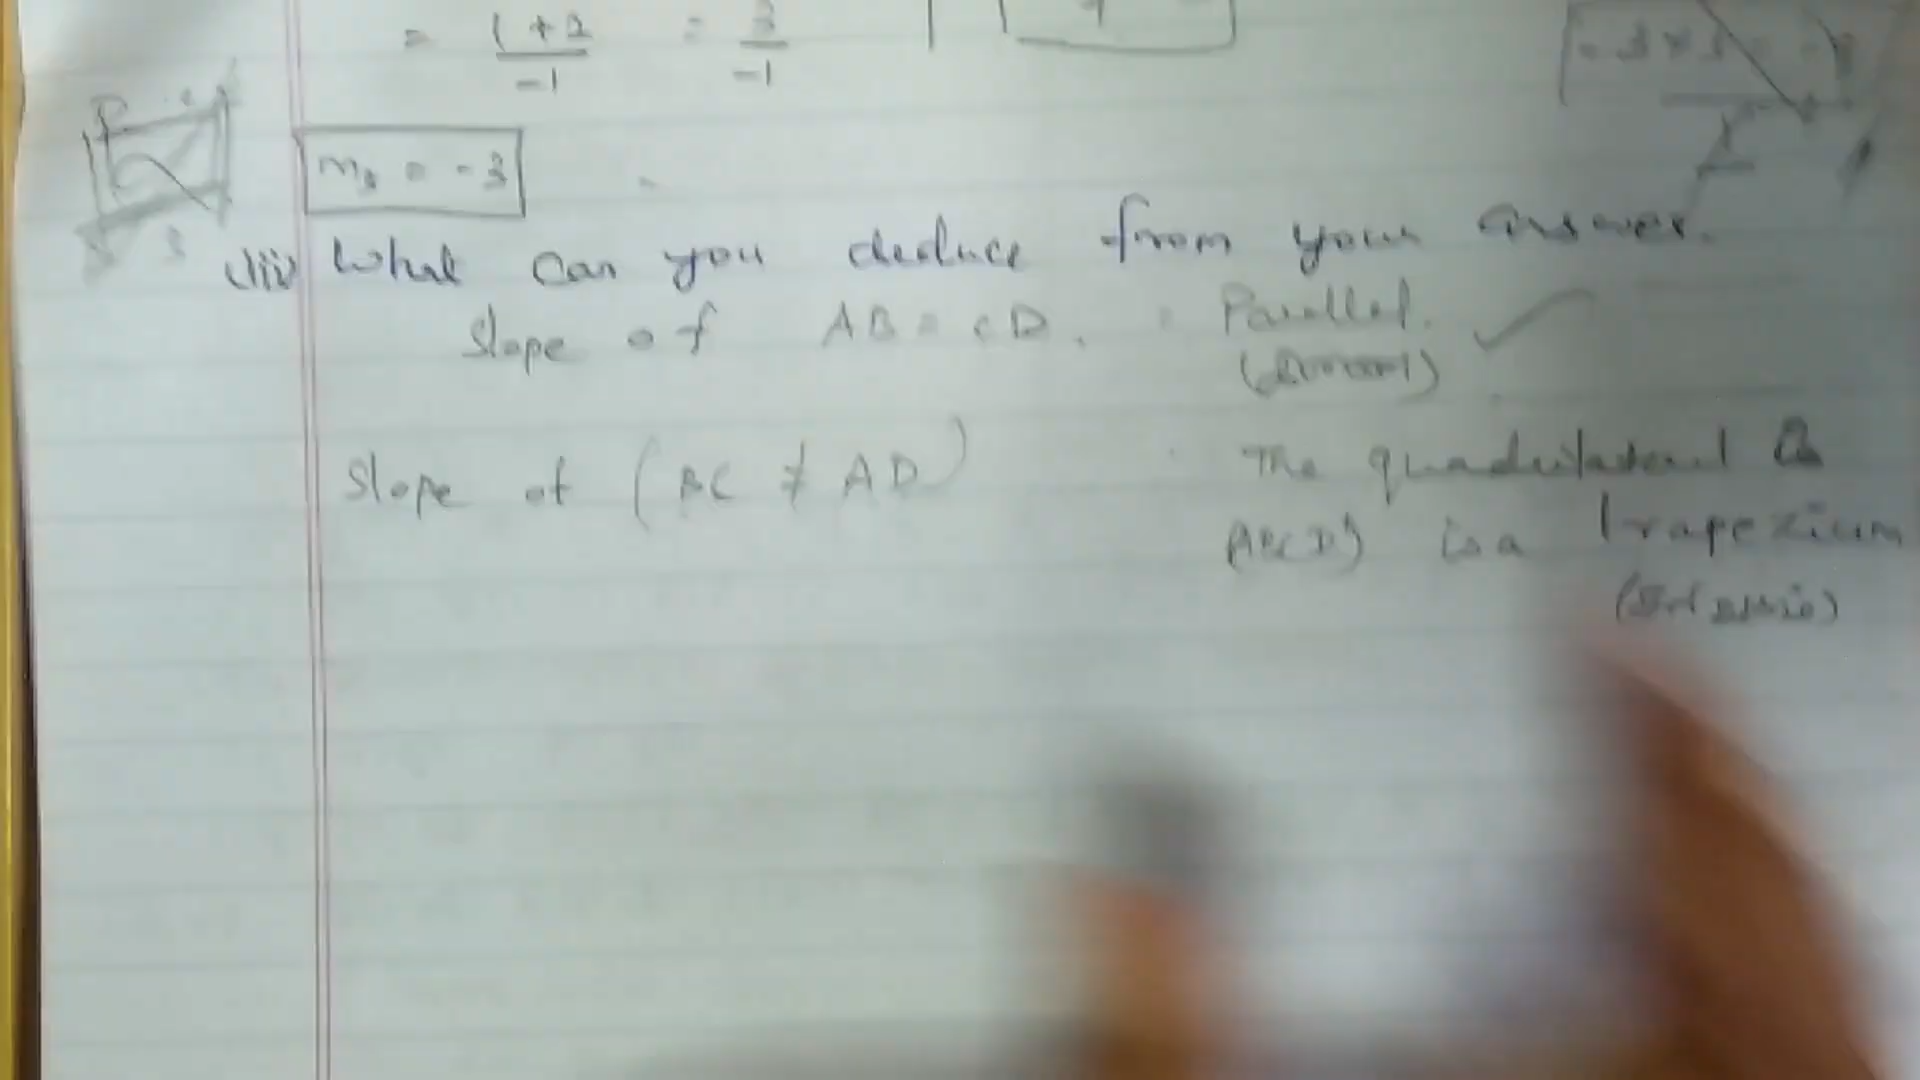 = (1+2)/-1 = 3/-1
m3 = -3
(iii) What can you deduce from your answer.
Slope of AB = CD. ∴ Parallel.
Slope of (BC ≠ AD) ∴ The quadrilateral
ABCD is a trapezium